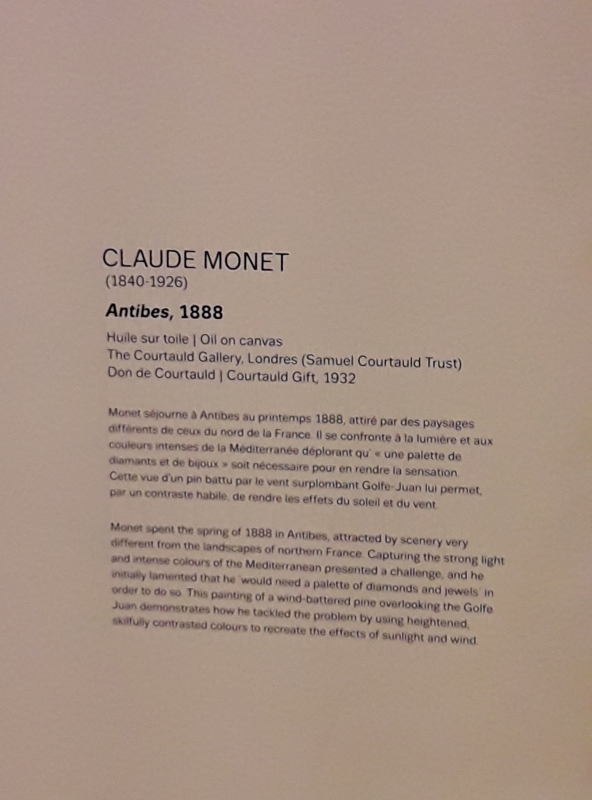 CLAUDE MONET
(1840-1926)
Antibes, 1888
Huile sur toile | Oil on canvas
The Courtauld Gallery, Londres (Samuel Courtauld Trust)
Don de Courtauld | Courtauld Gift, 1932
Monet séjourne à Antibes au printemps 1888, attiré par des paysages
différents de ceux du nord de la France. Il se confronte à la lumière et aux
couleurs intenses de la Méditerranée déplorant qu' « une palette de
diamants et de bijoux » soit nécessaire pour en rendre la sensation.
Cette vue d'un pin battu par le vent surplombant Golfe-Juan lui permet,
par un contraste habile, de rendre les effets du soleil et du vent.
Monet spent the spring of 1888 in Antibes, attracted by scenery very
different from the landscapes of northern France. Capturing the strong light
and intense colours of the Mediterranean presented a challenge, and he
initially lamented that he 'would need a palette of diamonds and jewels' in
order to do so. This painting of a wind-battered pine overlooking the Golfe
Juan demonstrates how he tackled the problem by using heightened,
skilfully contrasted colours to recreate the effects of sunlight and wind.